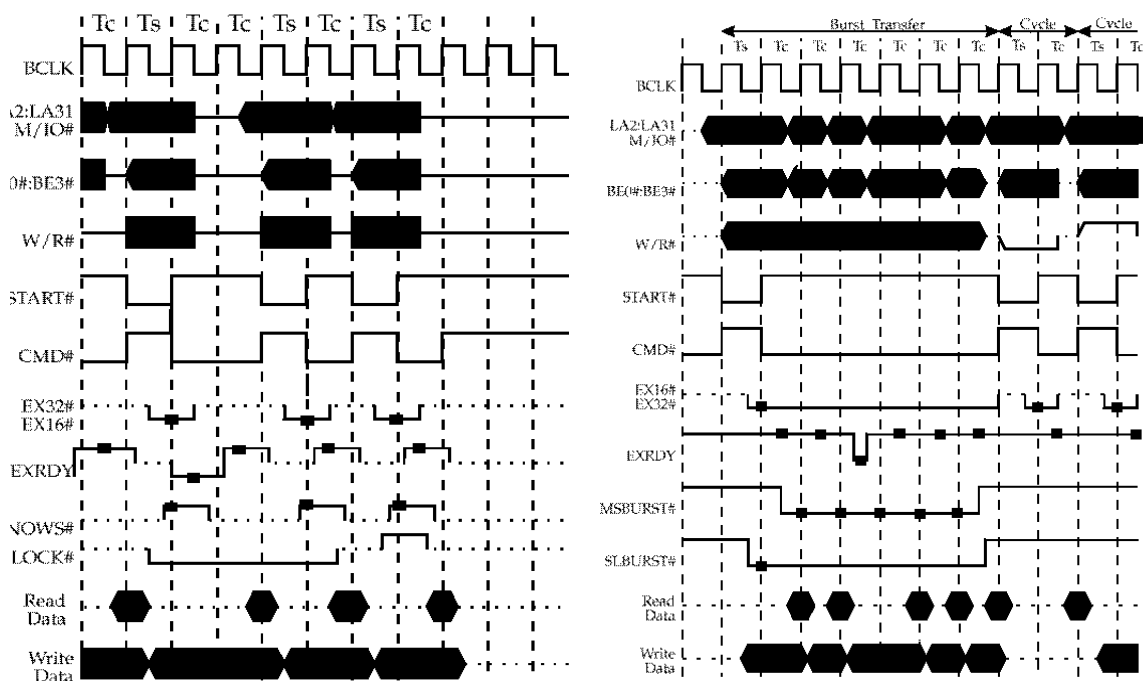 Tc Ts Tc Tc Ts Tc Ts Tc
BCLK
A2:LA31
M/IO#
0#:BE3#
W/R#
START#
CMD#
EX32#
EX16#
EXRDY
NOWS#
LOCK#
Read
Data
Write
Data
Burst Transfer Cycle Cycle
Ts Tc Tc Tc Tc Tc Tc Ts Tc Ts Tc
BCLK
LA2:LA31
M/IO#
BE0#:BE3#
W/R#
START#
CMD#
EX16#
EX32#
EXRDY
MSBURST#
SLBURST#
Read
Data
Write
Data